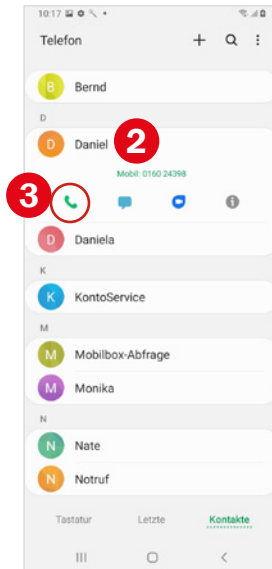 10:17
Telefon
B Bernd
D
D Daniel 2
Mobil: 0160 24398
3
D Daniela
K
K KontoService
M
M Mobilbox-Abfrage
M Monika
N
N Nate
N Notruf
Tastatur Letzte Kontakte